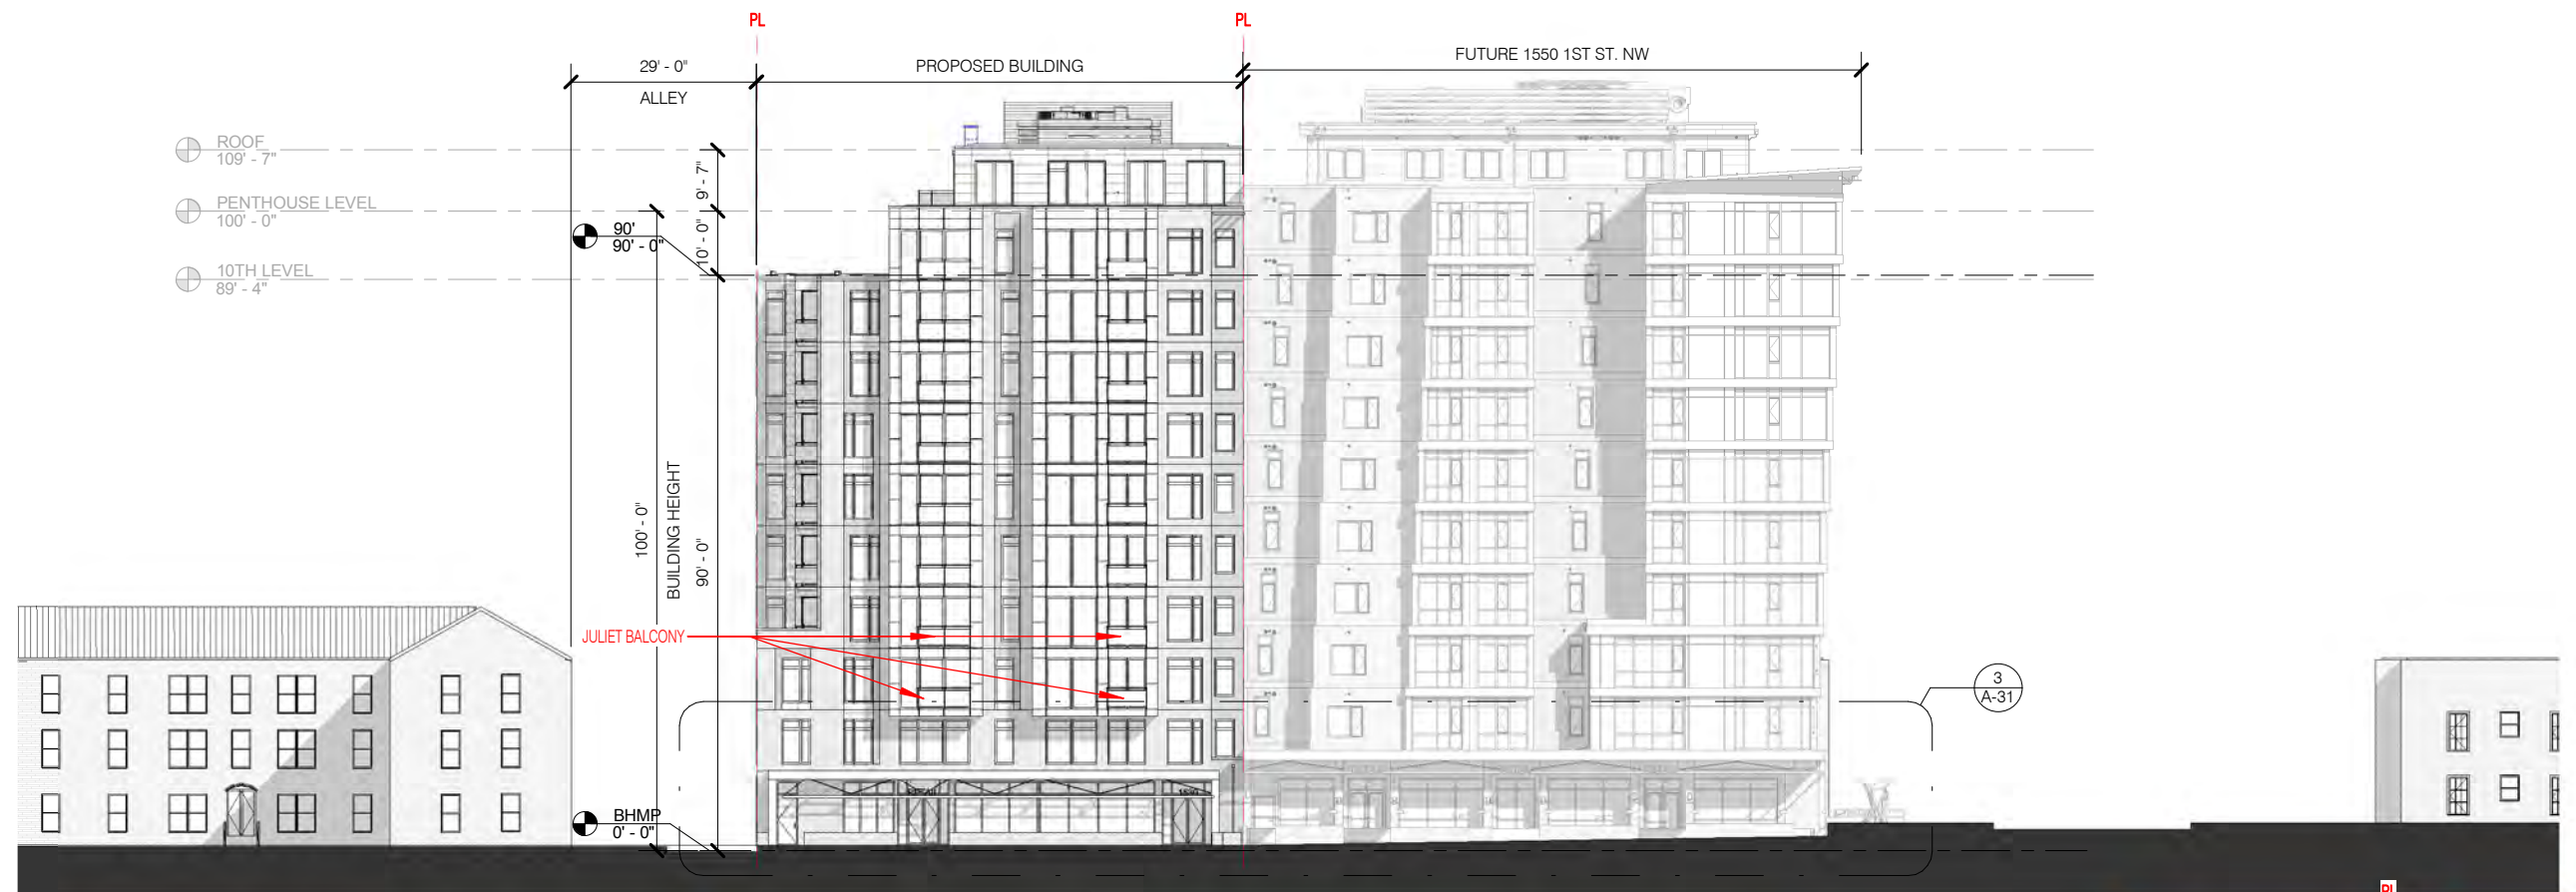 PL
PL
29' - 0"
ALLEY
PROPOSED BUILDING
FUTURE 1550 1ST ST. NW
ROOF
109' - 7"
PENTHOUSE LEVEL
100' - 0"
10TH LEVEL
89' - 4"
90'
90' - 0"
9' - 7"
10' - 0"
100' - 0"
BUILDING HEIGHT
90' - 0"
JULIET BALCONY
3
A-31
BHMP
0' - 0"
PL